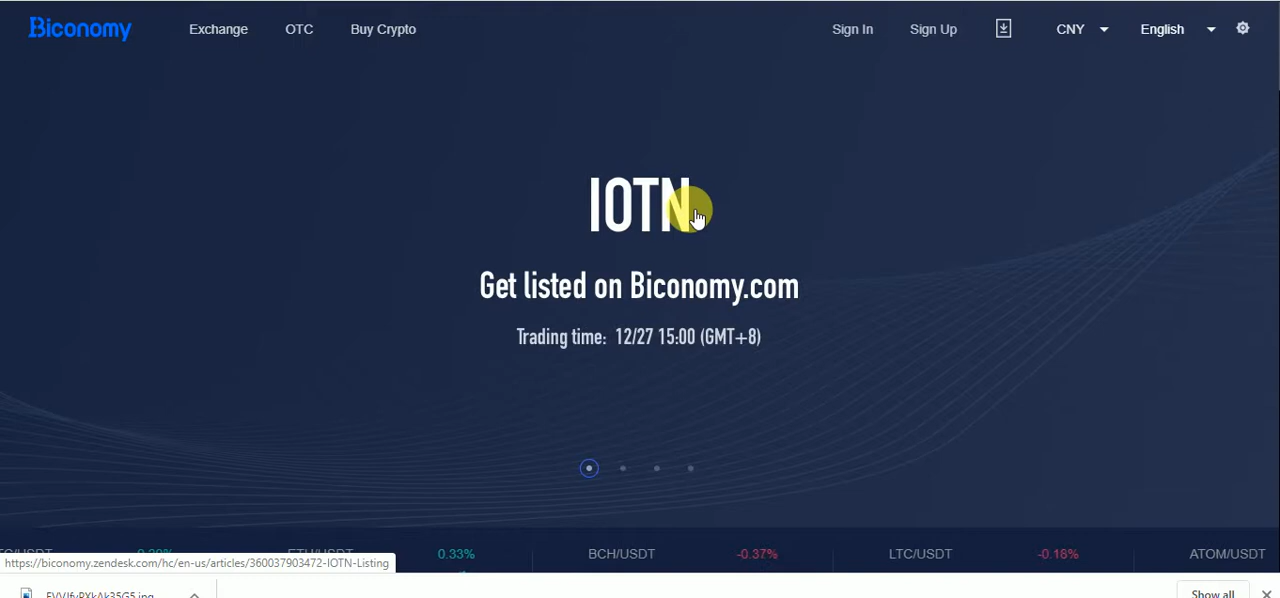 Biconomy
Exchange OTC Buy Crypto Sign In Sign Up CNY English
IOTN
Get listed on Biconomy.com
Trading time: 12/27 15:00 (GMT+8)
0.33% BCH/USDT -0.37% LTC/USDT -0.18% ATOM/USDT
https://biconomy.zendesk.com/hc/en-us/articles/360037903472-IOTN-Listing
Show all